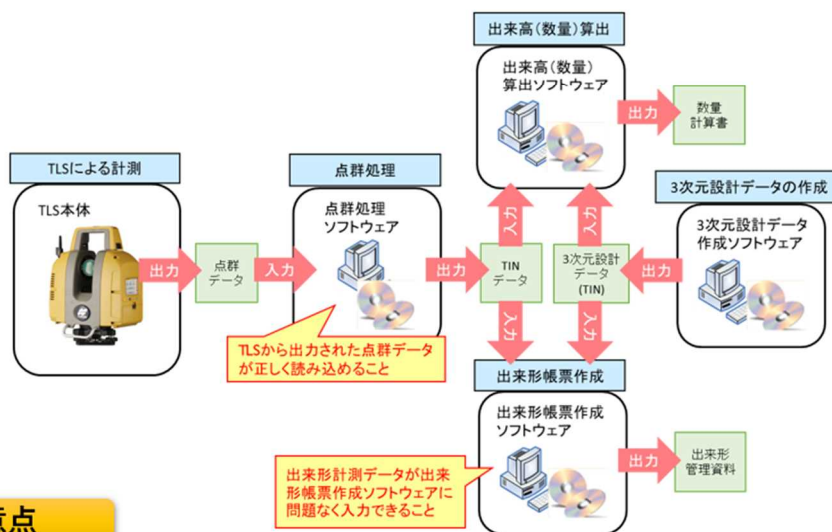 出来高(数量)算出
出来高(数量)
算出ソフトウェア
出力
数量
計算書
TLSによる計測
TLS本体
出力
点群
データ
入力
点群処理
点群処理
ソフトウェア
出力
TLSから出力された点群データ
が正しく読み込めること
入力
入力
TIN
データ
3次元設計
データ
(TIN)
入力
入力
出力
3次元設計データの作成
3次元設計データ
作成ソフトウェア
出来形帳票作成
出来形帳票作成
ソフトウェア
出来形計測データが出来
形帳票作成ソフトウェアに
問題なく入力できること
出力
出来形
管理資料
意点